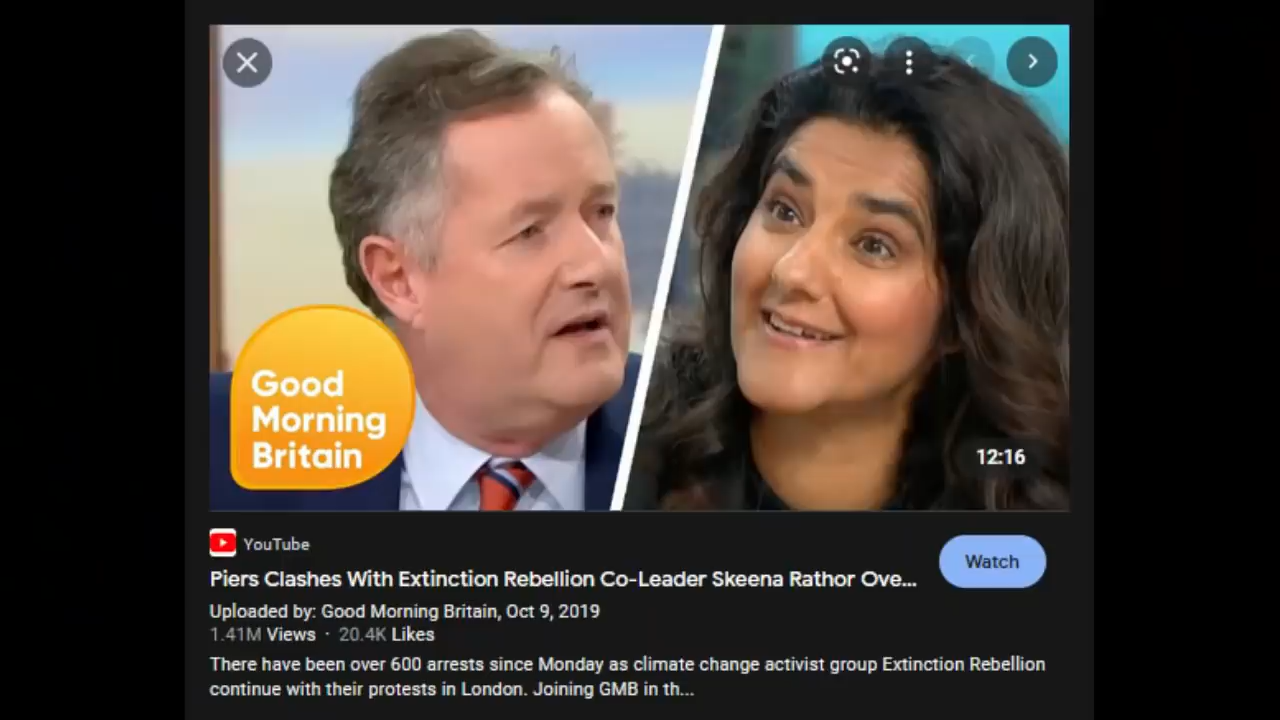 Good
Morning
Britain
12:16
YouTube
Piers Clashes With Extinction Rebellion Co-Leader Skeena Rathor Ove...
Watch
Uploaded by: Good Morning Britain, Oct 9, 2019
1.41M Views · 20.4K Likes
There have been over 600 arrests since Monday as climate change activist group Extinction Rebellion
continue with their protests in London. Joining GMB in th...